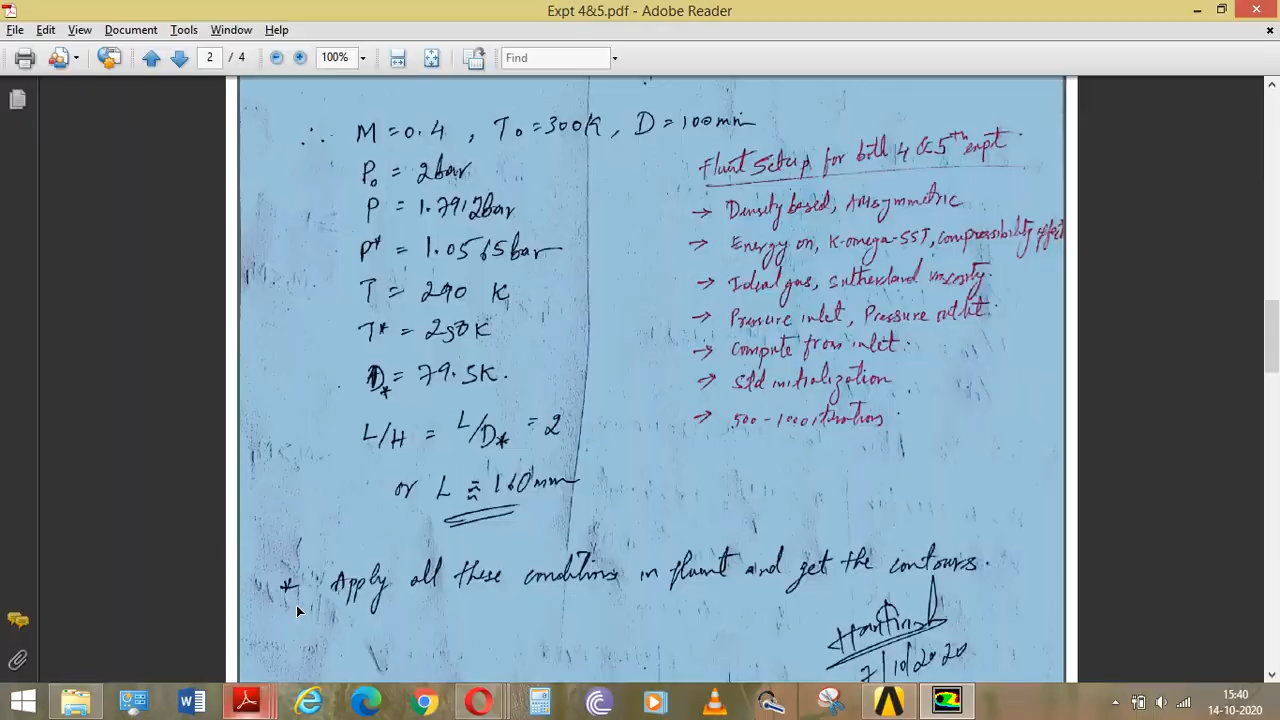 Expt 4&5.pdf - Adobe Reader
File Edit View Document Tools Window Help
2 / 4 100% Find
∴ M = 0.4 , T₀ = 300K , D = 100mm
P₀ = 2bar
P = 1.7912bar
P* = 1.0565bar
T = 290 K
T* = 250K
D* = 79.5K.
L/H = L/D* = 2
or L ≈ 160mm
Fluent Setup for both 4 & 5th expt
→ Density based, Axisymmetric
→ Energy on, K-omega-SST, compressibility effect
→ Ideal gas, Sutherland viscosity.
→ Pressure inlet, Pressure outlet
→ Compute from inlet.
→ Std initialization
→ 500-1000 iterations
* Apply all these conditions in fluent and get the contours.
7/10/2020
15:40
14-10-2020